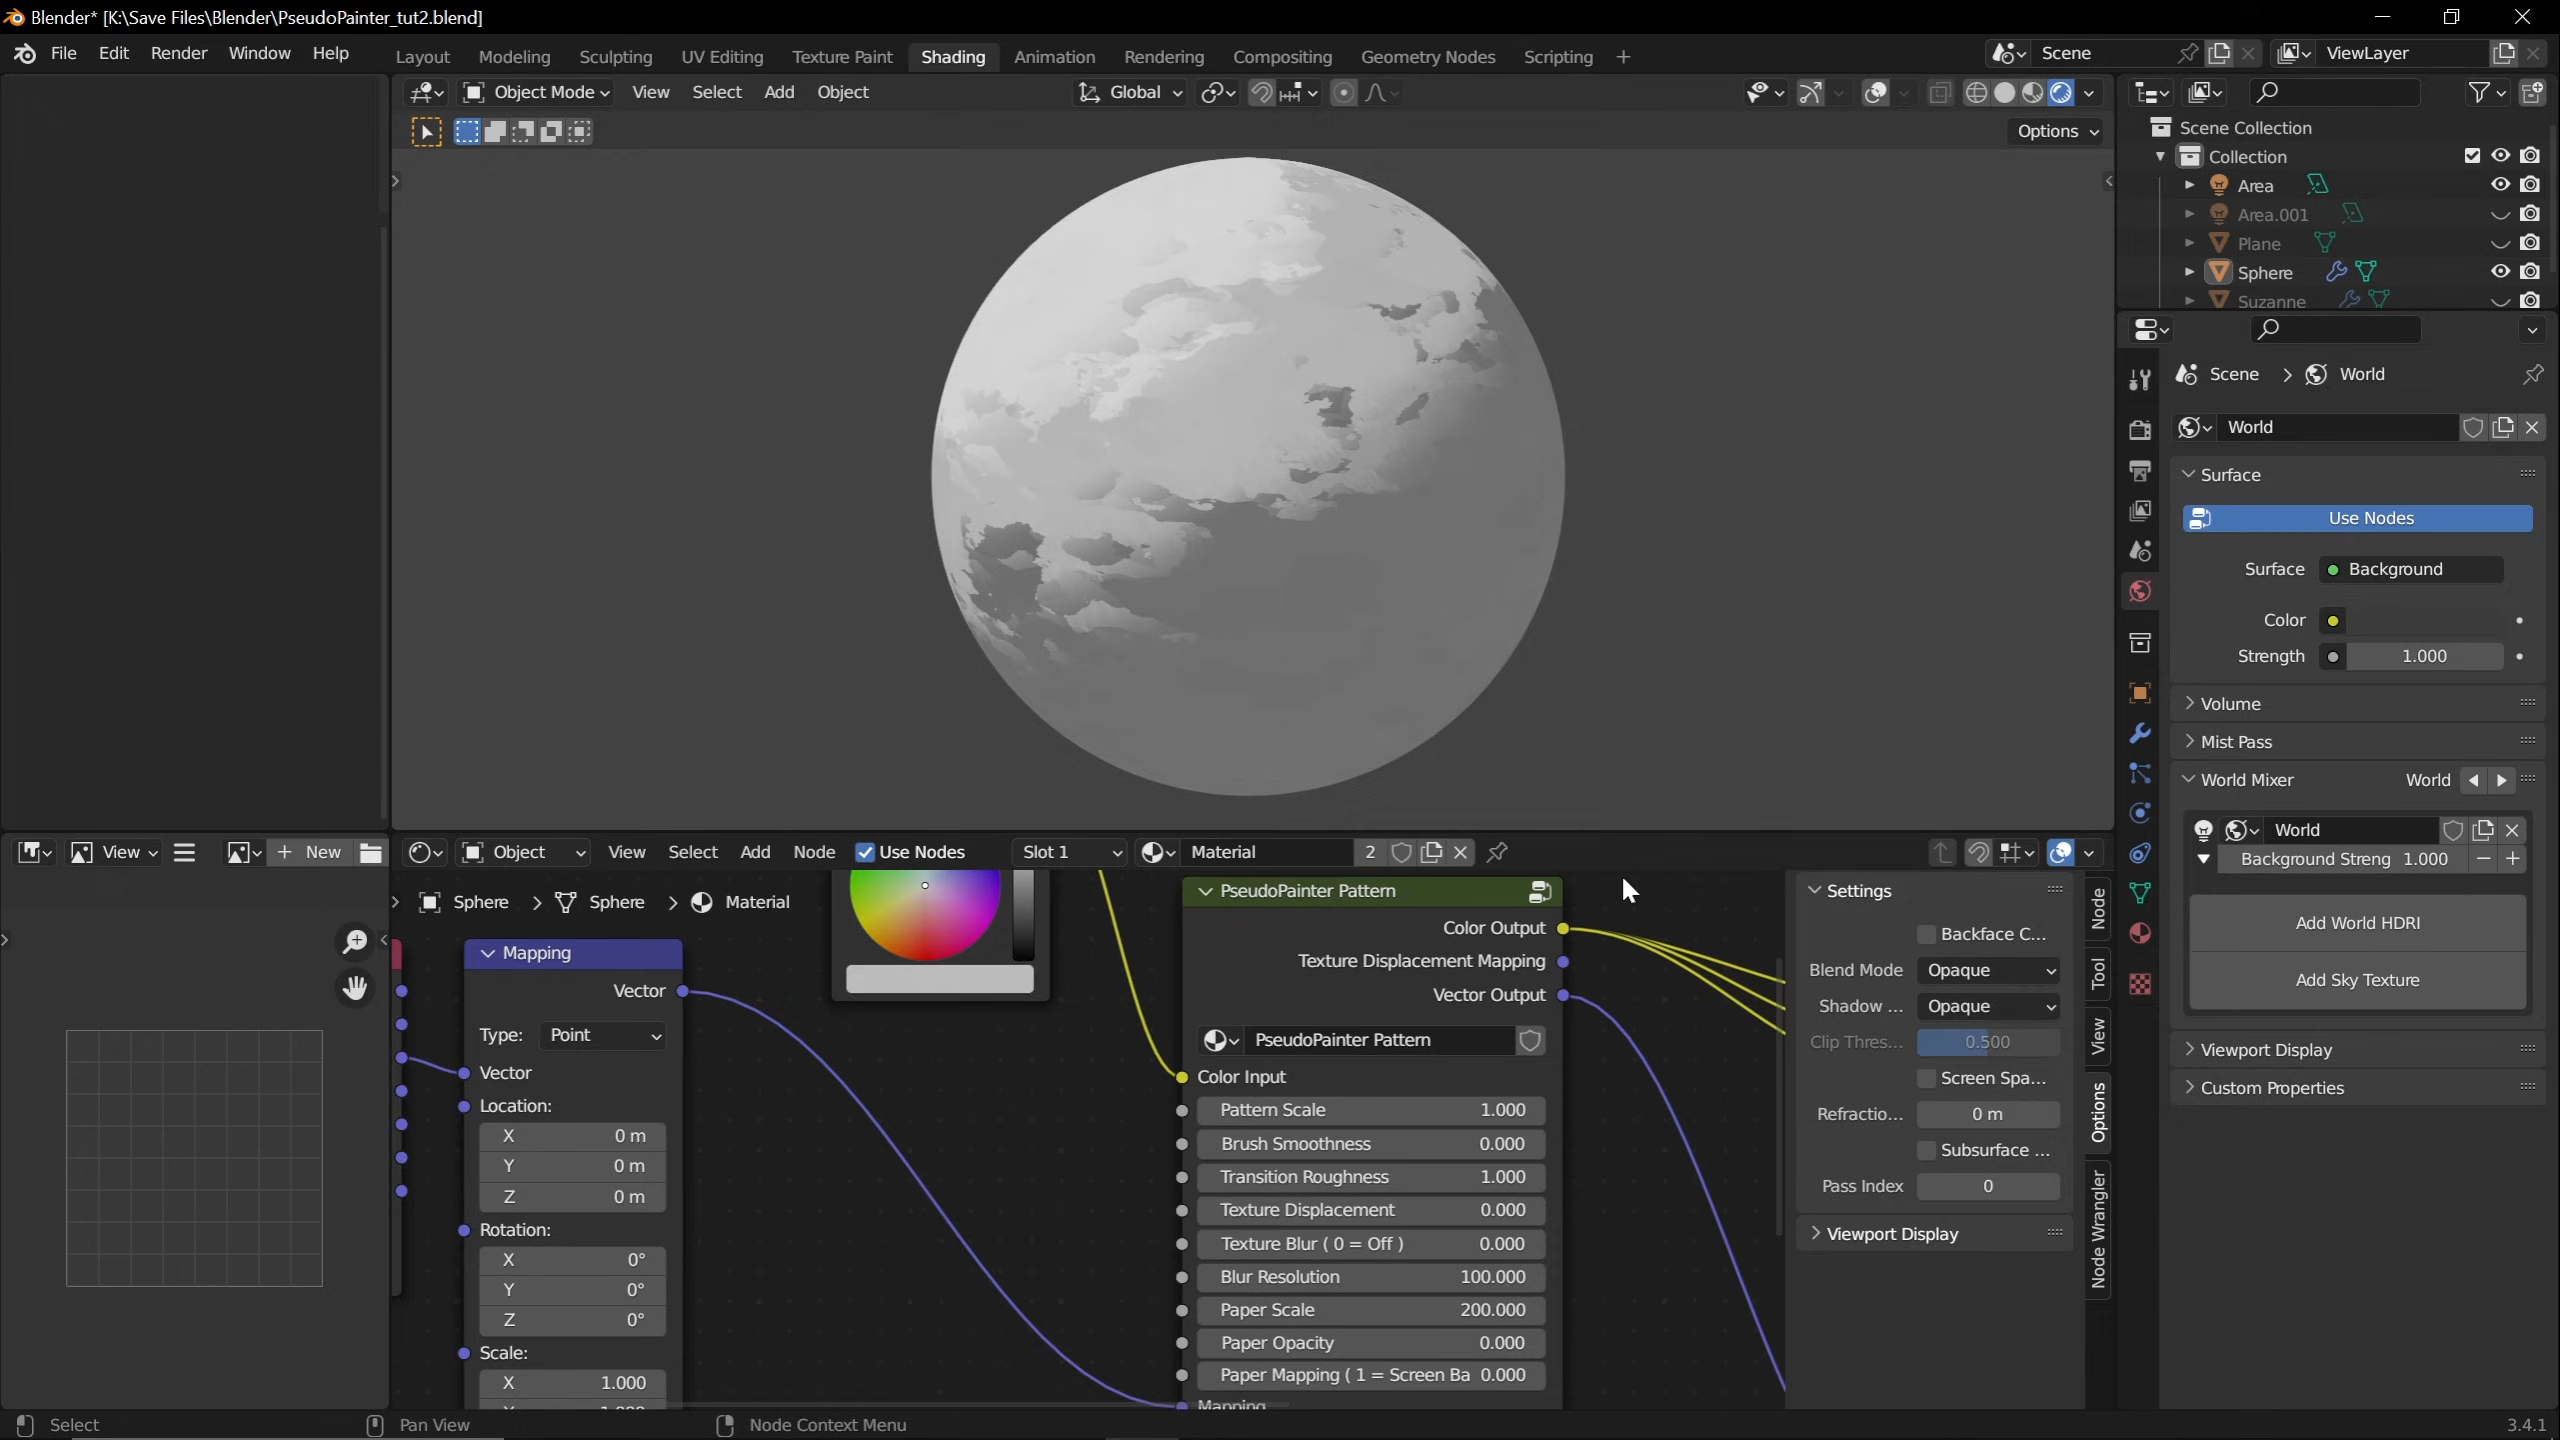 Blender* [K:\Save Files\Blender\PseudoPainter_tut2.blend]
File Edit Render Window Help
Layout Modeling Sculpting UV Editing Texture Paint Shading Animation Rendering Compositing Geometry Nodes Scripting +
Scene
ViewLayer
Object Mode View Select Add Object
Global
Options
Scene Collection
Collection
Area
Area.001
Plane
Sphere
Suzanne
Scene > World
World
Surface
Use Nodes
Surface Background
Color
Strength 1.000
Volume
Mist Pass
World Mixer World
World
Background Streng 1.000
Add World HDRI
Add Sky Texture
Viewport Display
Custom Properties
View
+ New
Object View Select Add Node Use Nodes Slot 1 Material 2
Sphere > Sphere > Material
Mapping
Vector
Type: Point
Vector
Location:
X 0 m
Y 0 m
Z 0 m
Rotation:
X 0°
Y 0°
Z 0°
Scale:
X 1.000
PseudoPainter Pattern
Color Output
Texture Displacement Mapping
Vector Output
PseudoPainter Pattern
Color Input
Pattern Scale 1.000
Brush Smoothness 0.000
Transition Roughness 1.000
Texture Displacement 0.000
Texture Blur ( 0 = Off ) 0.000
Blur Resolution 100.000
Paper Scale 200.000
Paper Opacity 0.000
Paper Mapping ( 1 = Screen Ba 0.000
Mapping
Settings
Backface C...
Blend Mode Opaque
Shadow ... Opaque
Clip Thres... 0.500
Screen Spa...
Refractio... 0 m
Subsurface ...
Pass Index 0
Viewport Display
Node
Tool
View
Options
Node Wrangler
Select
Pan View
Node Context Menu
3.4.1